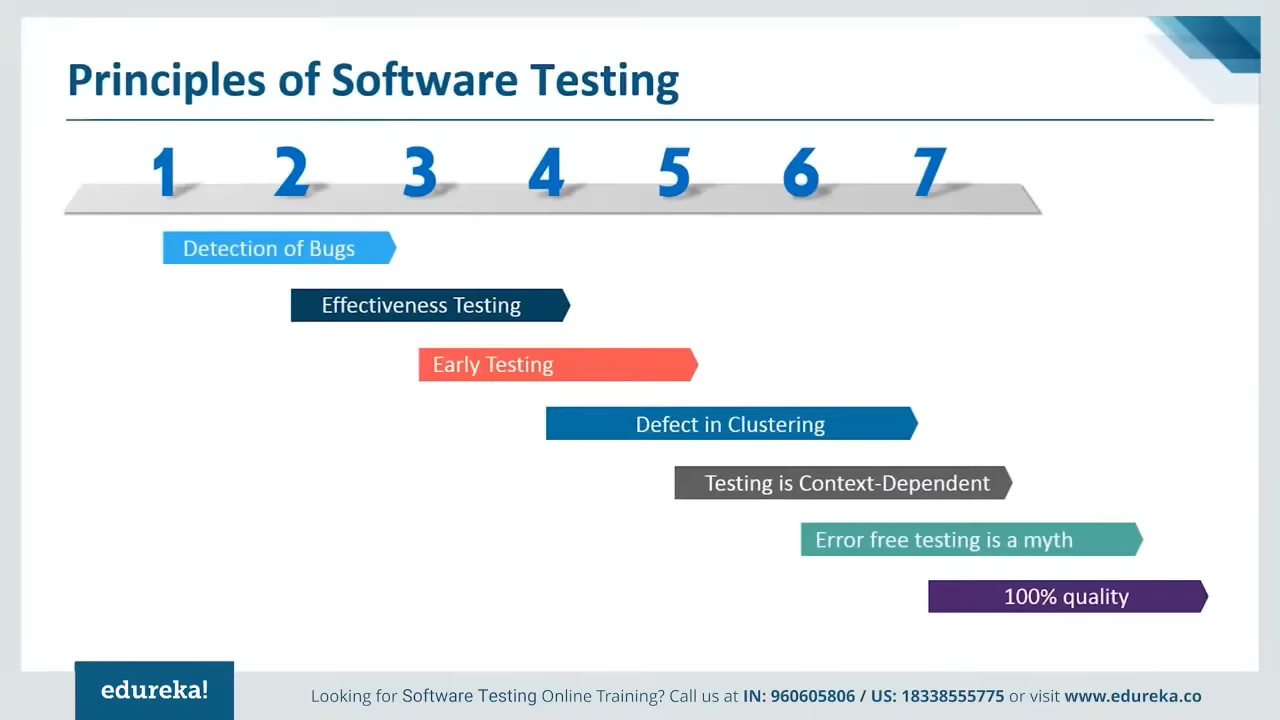 Principles of Software Testing
1 2 3 4 5 6 7
Detection of Bugs
Effectiveness Testing
Early Testing
Defect in Clustering
Testing is Context-Dependent
Error free testing is a myth
100% quality
edureka!
Looking for Software Testing Online Training? Call us at IN: 960605806 / US: 18338555775 or visit www.edureka.co